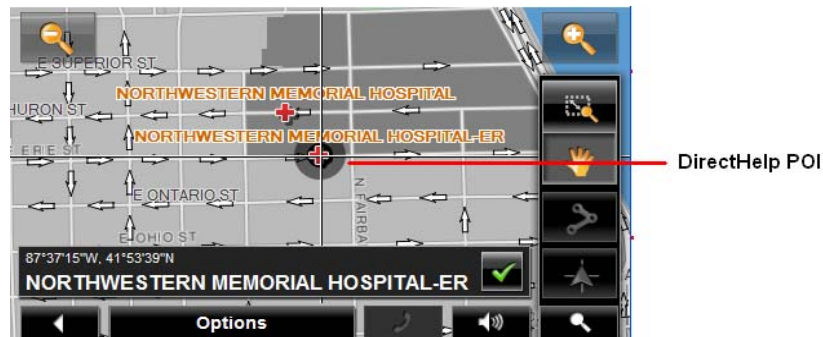 E SUPERIOR ST
NORTHWESTERN MEMORIAL HOSPITAL
HURON ST
NORTHWESTERN MEMORIAL HOSPITAL-ER
E ERIE ST
DirectHelp POI
E ONTARIO ST
N FAIRBA
E OHIO ST
87°37'15"W, 41°53'39"N
NORTHWESTERN MEMORIAL HOSPITAL-ER
Options